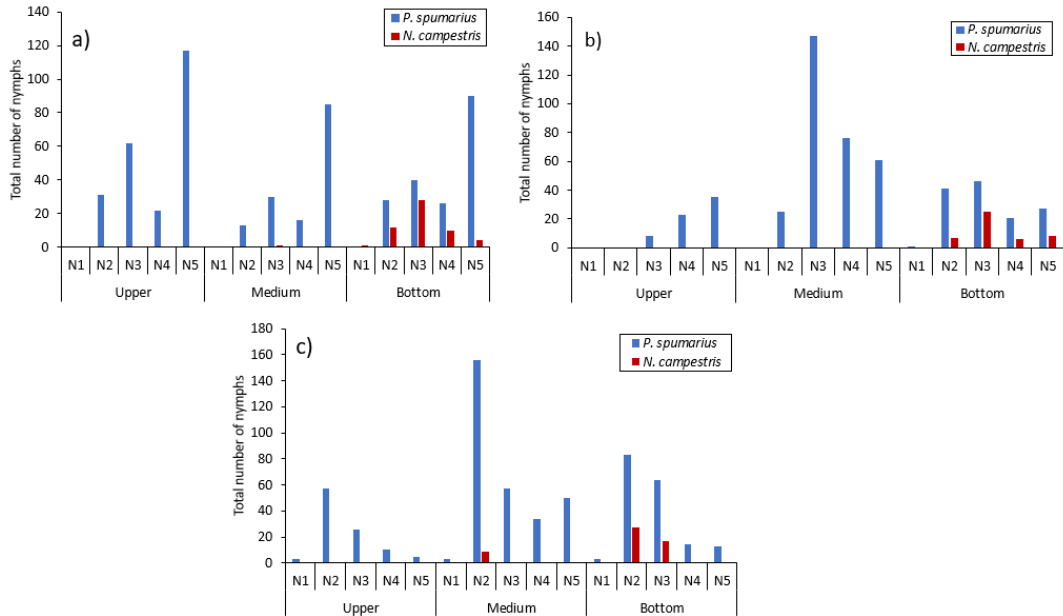 a)
P. spumarius
N. campestris
Total number of nymphs
140
120
100
80
60
40
20
0
N1 N2 N3 N4 N5 N1 N2 N3 N4 N5 N1 N2 N3 N4 N5
Upper Medium Bottom
b)
P. spumarius
N. campestris
Total number of nymphs
160
140
120
100
80
60
40
20
0
N1 N2 N3 N4 N5 N1 N2 N3 N4 N5 N1 N2 N3 N4 N5
Upper Medium Bottom
c)
P. spumarius
N. campestris
Total number of nymphs
180
160
140
120
100
80
60
40
20
0
N1 N2 N3 N4 N5 N1 N2 N3 N4 N5 N1 N2 N3 N4 N5
Upper Medium Bottom